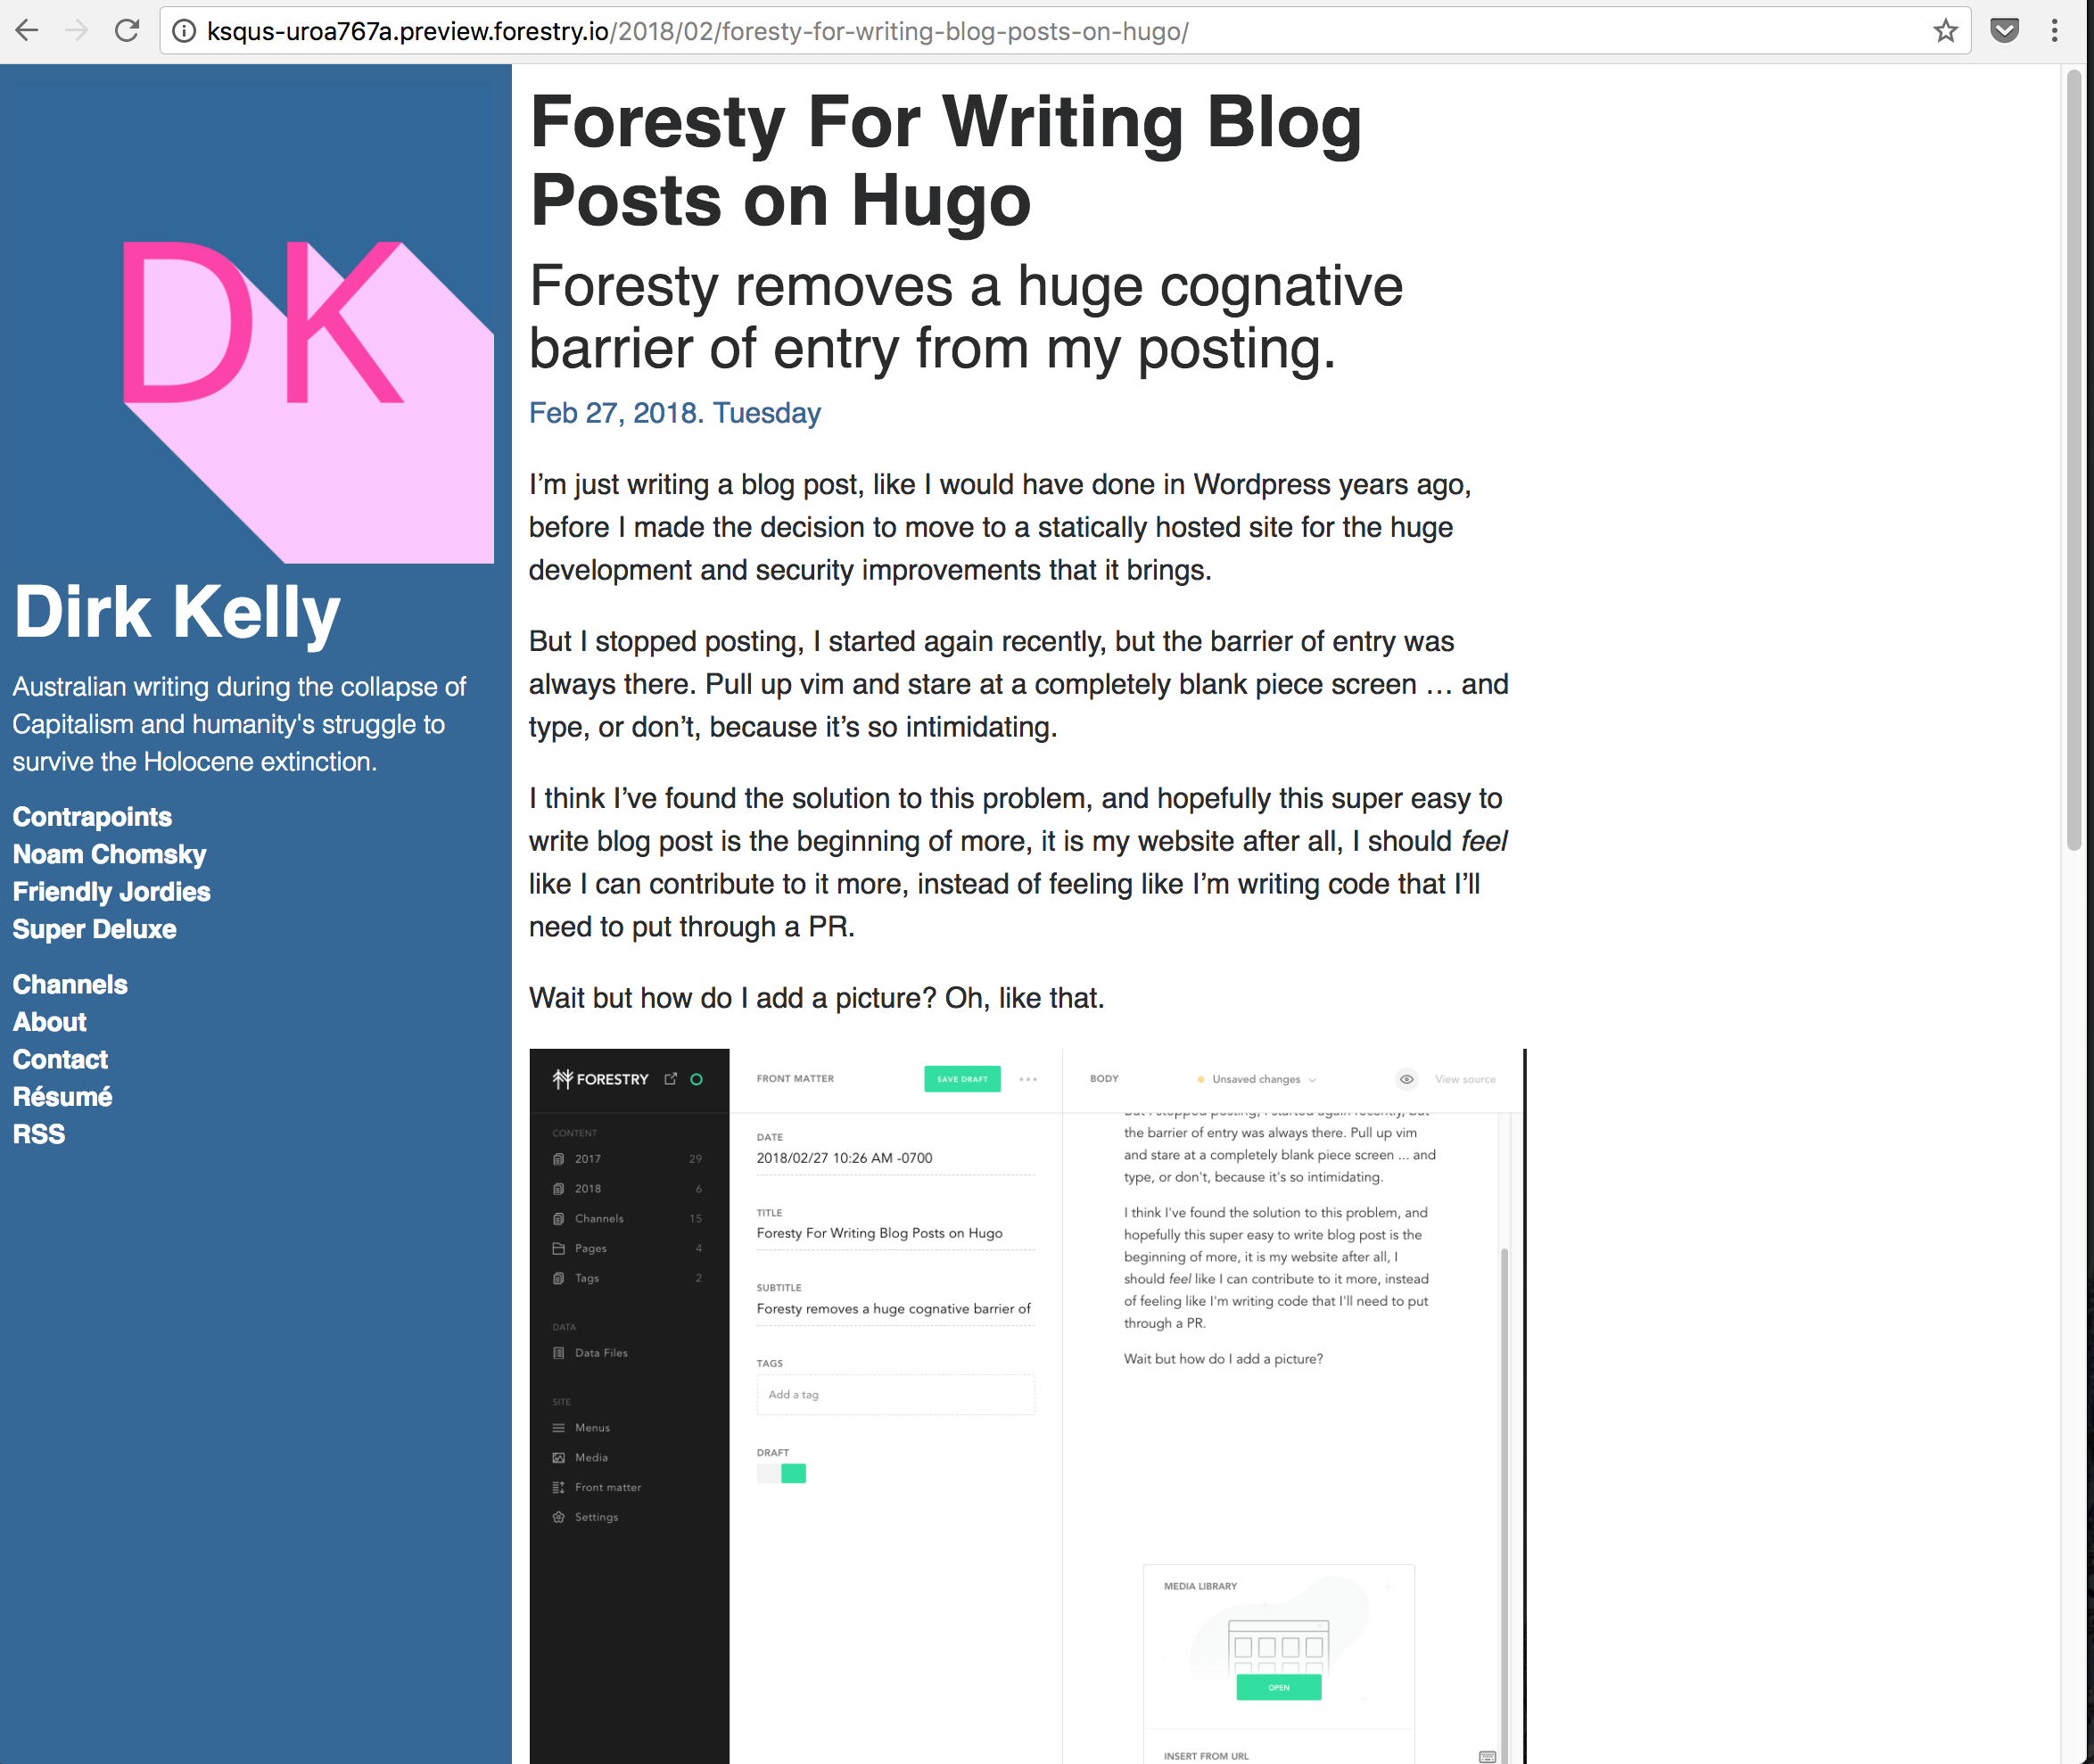 ksqus-uroa767a.preview.forestry.io/2018/02/foresty-for-writing-blog-posts-on-hugo/
DK
Dirk Kelly
Australian writing during the collapse of
Capitalism and humanity's struggle to
survive the Holocene extinction.
Contrapoints
Noam Chomsky
Friendly Jordies
Super Deluxe
Channels
About
Contact
Résumé
RSS
Foresty For Writing Blog
Posts on Hugo
Foresty removes a huge cognative
barrier of entry from my posting.
Feb 27, 2018. Tuesday
I’m just writing a blog post, like I would have done in Wordpress years ago,
before I made the decision to move to a statically hosted site for the huge
development and security improvements that it brings.
But I stopped posting, I started again recently, but the barrier of entry was
always there. Pull up vim and stare at a completely blank piece screen … and
type, or don’t, because it’s so intimidating.
I think I’ve found the solution to this problem, and hopefully this super easy to
write blog post is the beginning of more, it is my website after all, I should feel
like I can contribute to it more, instead of feeling like I’m writing code that I’ll
need to put through a PR.
Wait but how do I add a picture? Oh, like that.
FORESTRY
CONTENT
2017 29
2018 6
Channels 15
Pages 4
Tags 2
DATA
Data Files
SITE
Menus
Media
Front matter
Settings
FRONT MATTER
SAVE DRAFT
DATE
2018/02/27 10:26 AM -0700
TITLE
Foresty For Writing Blog Posts on Hugo
SUBTITLE
Foresty removes a huge cognative barrier of
TAGS
Add a tag
DRAFT
BODY
Unsaved changes
View source
But I stopped posting, I started again recently, but
the barrier of entry was always there. Pull up vim
and stare at a completely blank piece screen ... and
type, or don't, because it's so intimidating.
I think I've found the solution to this problem, and
hopefully this super easy to write blog post is the
beginning of more, it is my website after all, I
should feel like I can contribute to it more, instead
of feeling like I'm writing code that I'll need to put
through a PR.
Wait but how do I add a picture?
MEDIA LIBRARY
OPEN
INSERT FROM URL